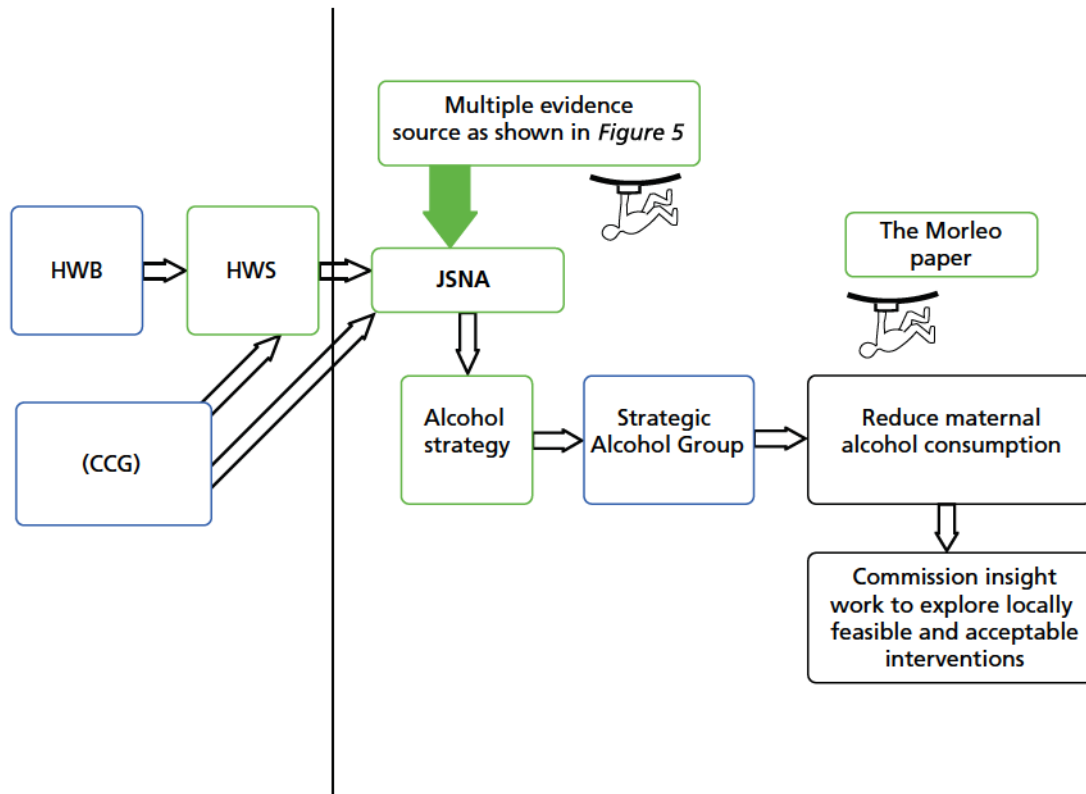 Multiple evidence
source as shown in Figure 5
HWB
HWS
JSNA
The Morleo
paper
(CCG)
Alcohol
strategy
Strategic
Alcohol Group
Reduce maternal
alcohol consumption
Commission insight
work to explore locally
feasible and acceptable
interventions